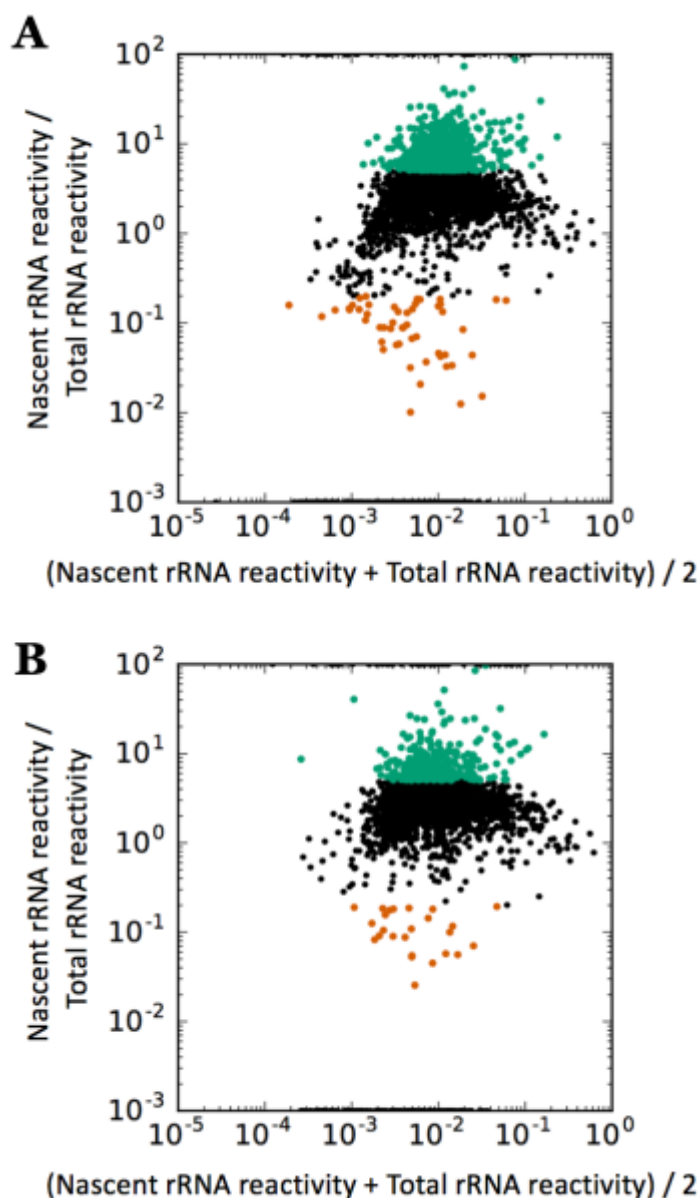 A
Nascent rRNA reactivity /
Total rRNA reactivity
10^2
10^1
10^0
10^-1
10^-2
10^-3
10^-5 10^-4 10^-3 10^-2 10^-1 10^0
(Nascent rRNA reactivity + Total rRNA reactivity) / 2
B
Nascent rRNA reactivity /
Total rRNA reactivity
10^2
10^1
10^0
10^-1
10^-2
10^-3
10^-5 10^-4 10^-3 10^-2 10^-1 10^0
(Nascent rRNA reactivity + Total rRNA reactivity) / 2